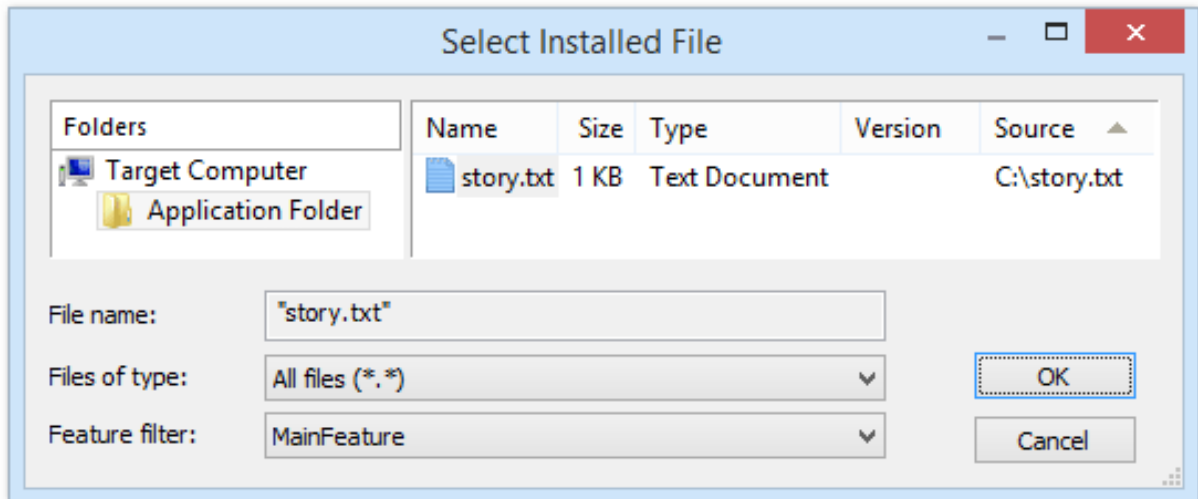 Select Installed File
Folders
Target Computer
Application Folder
Name Size Type Version Source
story.txt 1 KB Text Document C:\story.txt
File name: "story.txt"
Files of type: All files (*.*)
OK
Feature filter: MainFeature
Cancel